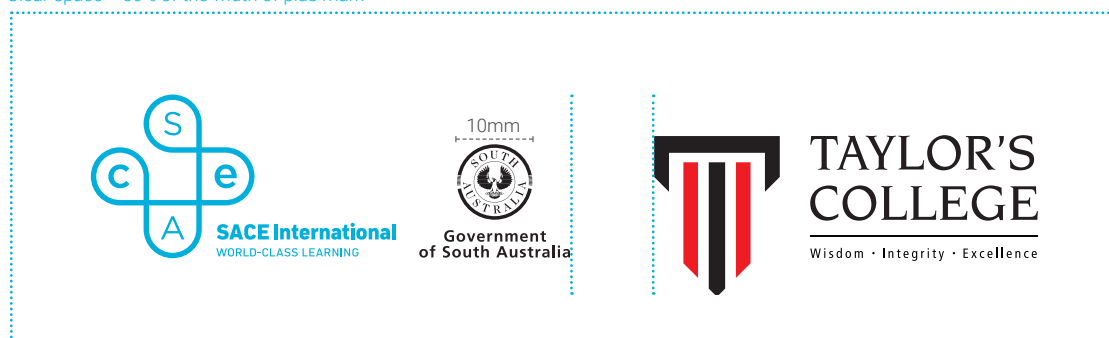 S
c
e
A
SACE International
WORLD-CLASS LEARNING
10mm
SOUTH
AUSTRALIA
Government
of South Australia
TAYLOR'S
COLLEGE
Wisdom · Integrity · Excellence